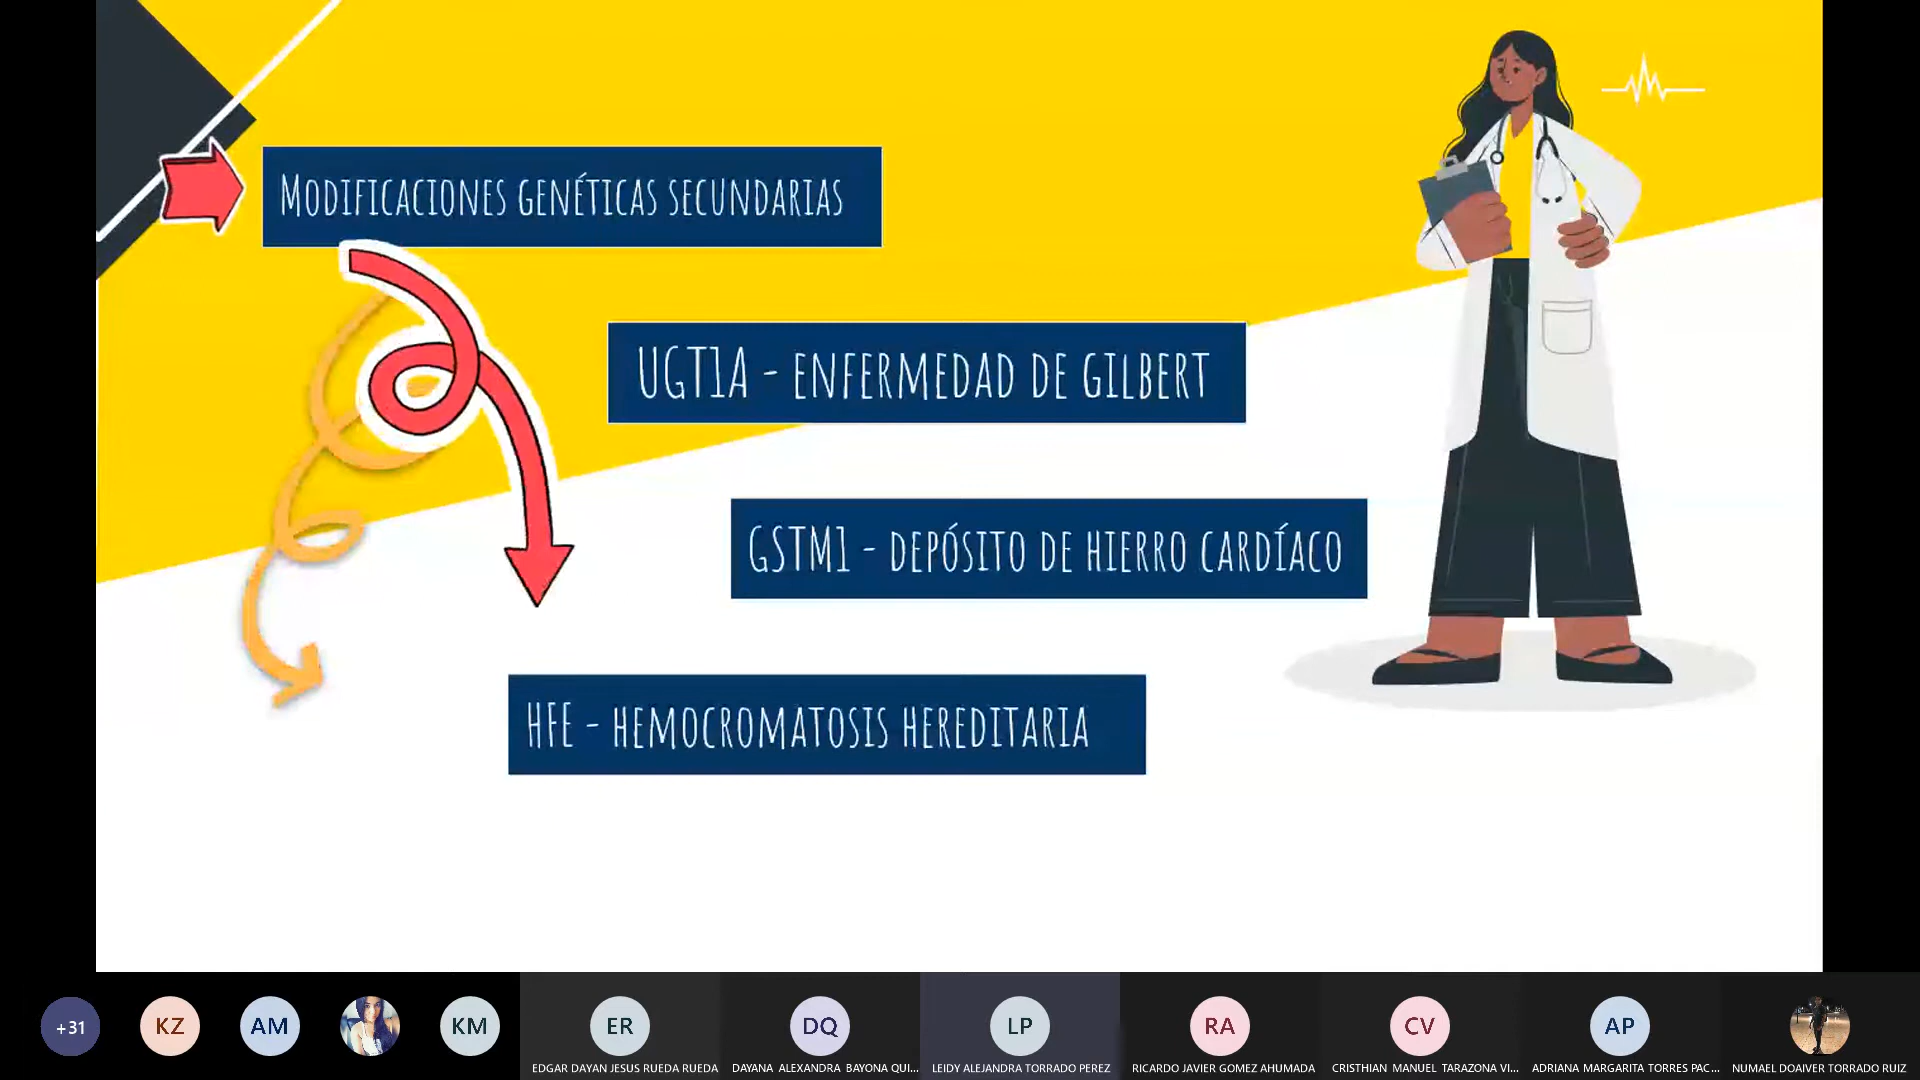 MODIFICACIONES GENÉTICAS SECUNDARIAS
UGT1A - ENFERMEDAD DE GILBERT
GSTM1 - DEPÓSITO DE HIERRO CARDÍACO
HFE - HEMOCROMATOSIS HEREDITARIA
+31
KZ
AM
KM
ER
DQ
LP
RA
CV
AP
EDGAR DAYAN JESUS RUEDA RUEDA
DAYANA ALEXANDRA BAYONA QUI...
LEIDY ALEJANDRA TORRADO PEREZ
RICARDO JAVIER GOMEZ AHUMADA
CRISTHIAN MANUEL TARAZONA VI...
ADRIANA MARGARITA TORRES PAC...
NUMAEL DOAIVER TORRADO RUIZ